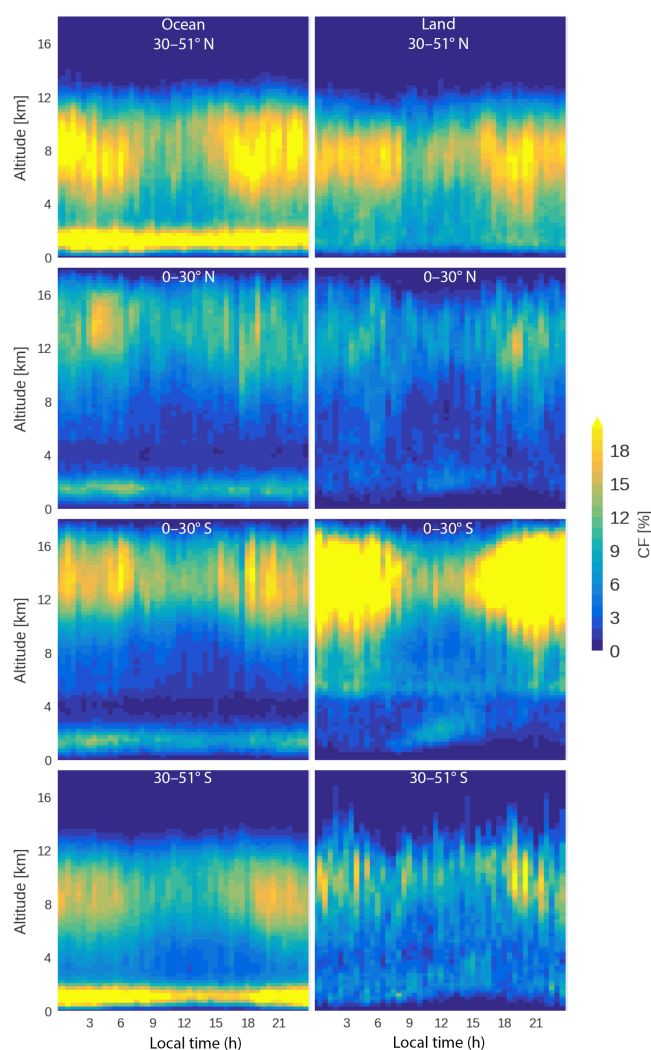 Ocean
30–51° N
Land
30–51° N
Altitude [km]
16
12
8
4
0
0–30° N
0–30° N
Altitude [km]
16
12
8
4
0
0–30° S
0–30° S
Altitude [km]
16
12
8
4
0
30–51° S
30–51° S
Altitude [km]
16
12
8
4
0
3 6 9 12 15 18 21
3 6 9 12 15 18 21
Local time (h)
Local time (h)
18
15
12
9
6
3
0
CF [%]